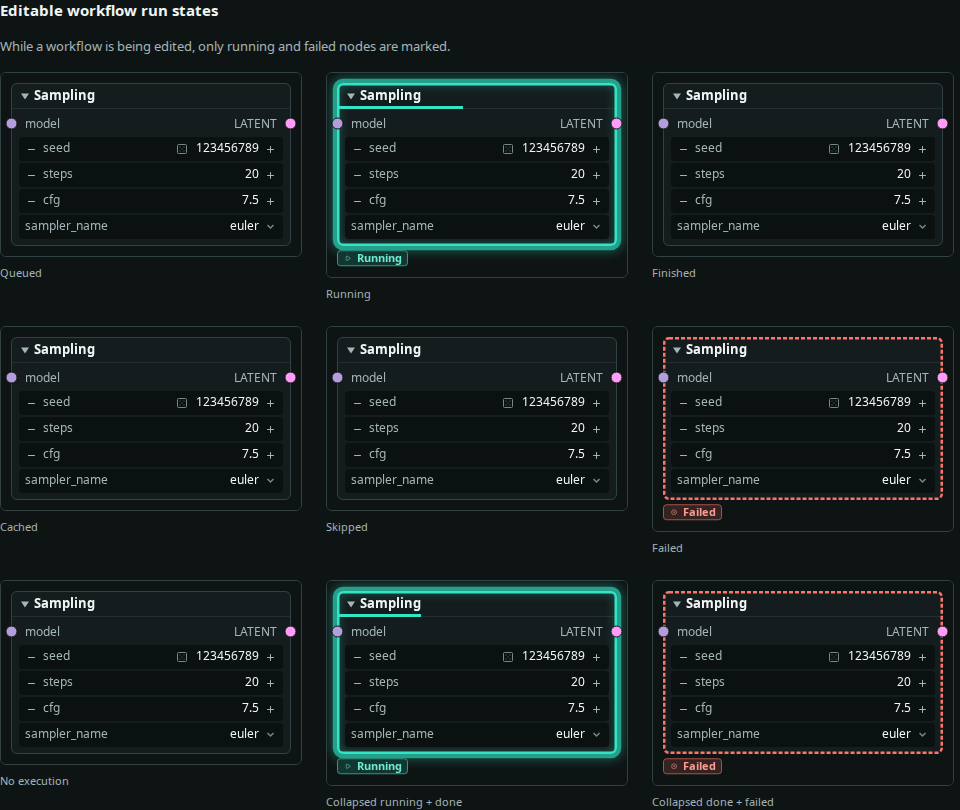 Editable workflow run states
While a workflow is being edited, only running and failed nodes are marked.
Sampling
model LATENT
– seed 123456789 +
– steps 20 +
– cfg 7.5 +
sampler_name euler
Queued
Sampling
model LATENT
– seed 123456789 +
– steps 20 +
– cfg 7.5 +
sampler_name euler
Running
Running
Sampling
model LATENT
– seed 123456789 +
– steps 20 +
– cfg 7.5 +
sampler_name euler
Finished
Sampling
model LATENT
– seed 123456789 +
– steps 20 +
– cfg 7.5 +
sampler_name euler
Cached
Sampling
model LATENT
– seed 123456789 +
– steps 20 +
– cfg 7.5 +
sampler_name euler
Skipped
Sampling
model LATENT
– seed 123456789 +
– steps 20 +
– cfg 7.5 +
sampler_name euler
Failed
Failed
Sampling
model LATENT
– seed 123456789 +
– steps 20 +
– cfg 7.5 +
sampler_name euler
No execution
Sampling
model LATENT
– seed 123456789 +
– steps 20 +
– cfg 7.5 +
sampler_name euler
Running
Collapsed running + done
Sampling
model LATENT
– seed 123456789 +
– steps 20 +
– cfg 7.5 +
sampler_name euler
Failed
Collapsed done + failed